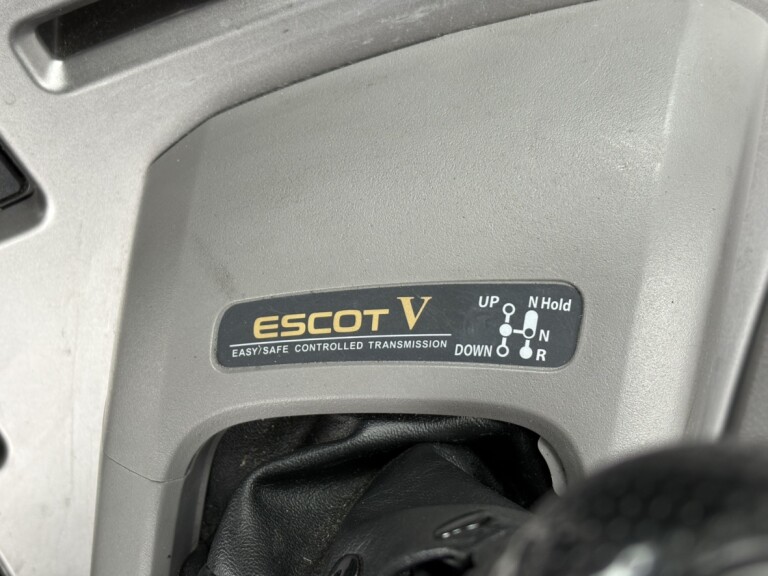 ESCOT V
EASY/SAFE CONTROLLED TRANSMISSION
UP N Hold
N
DOWN R